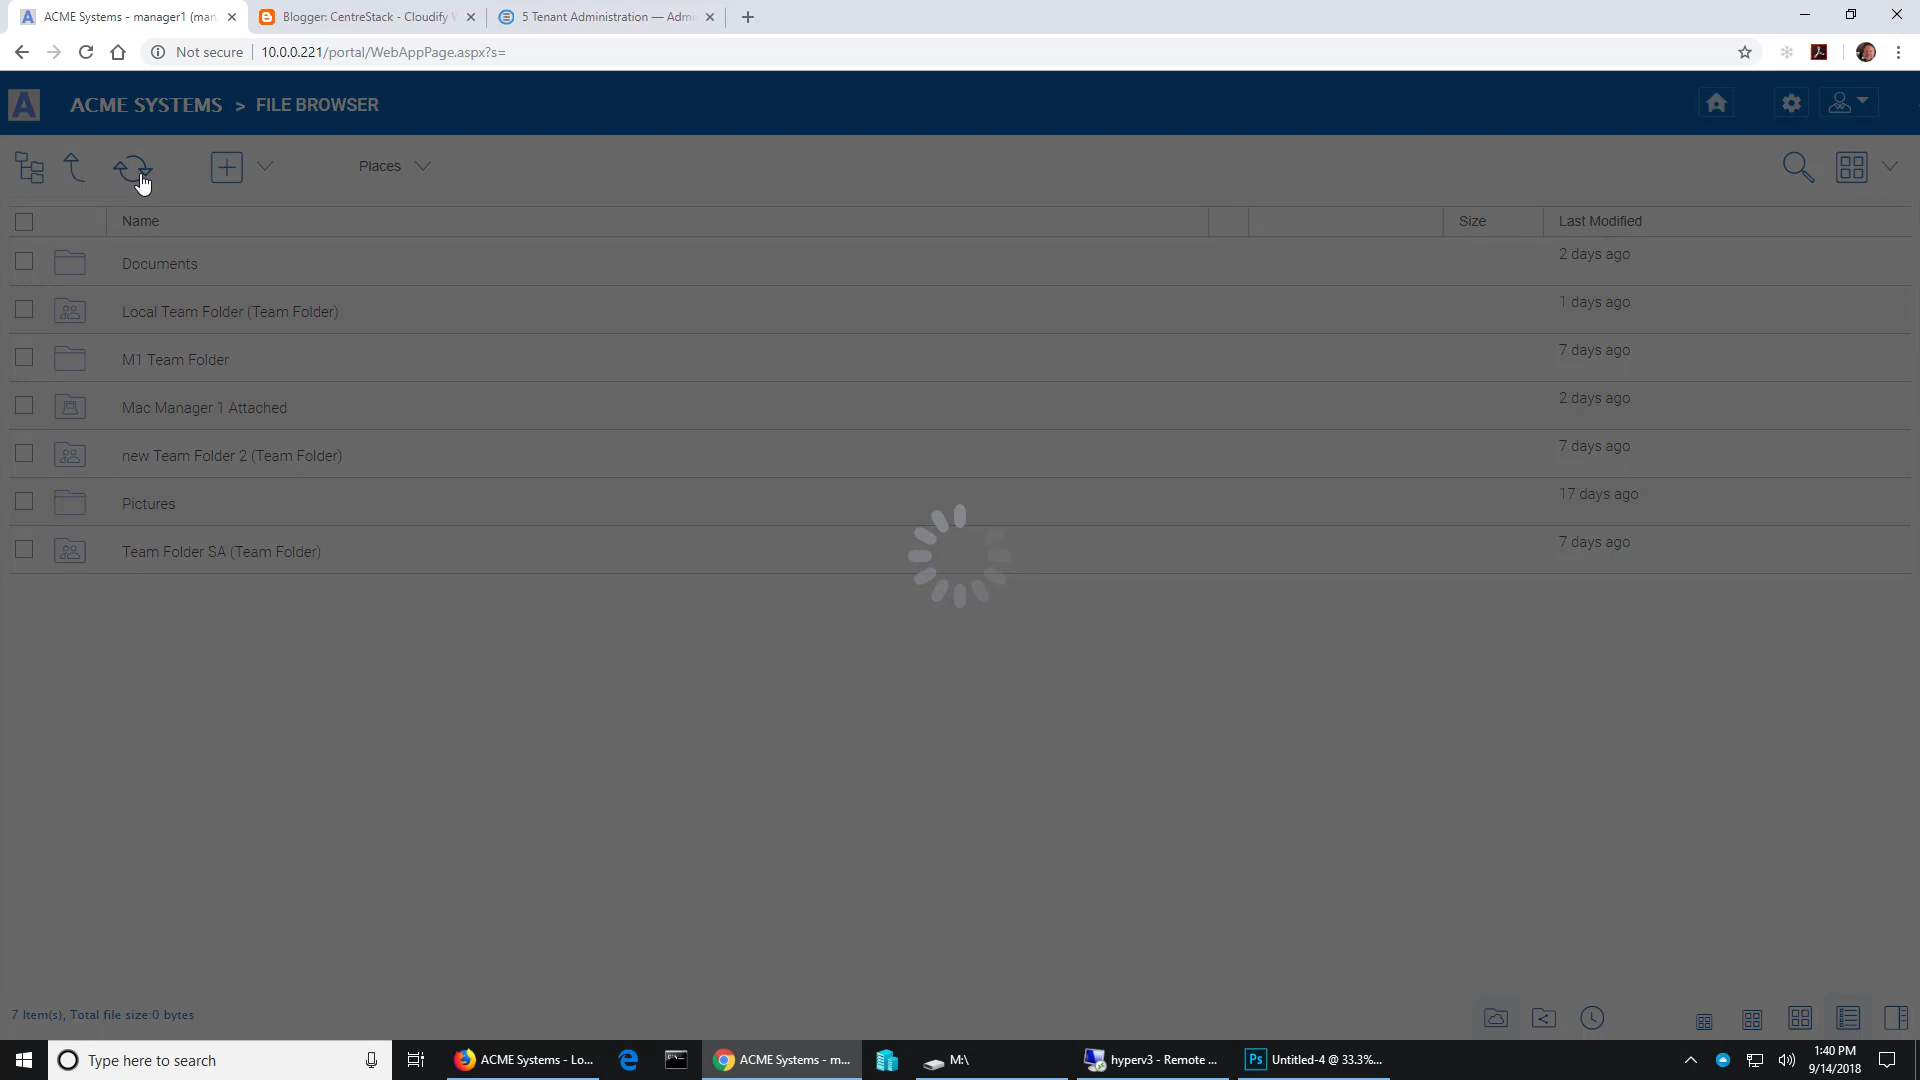 ACME Systems - manager1 (man
Blogger: CentreStack - Cloudify W
5 Tenant Administration — Admi
Not secure
10.0.0.221/portal/WebAppPage.aspx?s=
A
ACME SYSTEMS > FILE BROWSER
Places
Name
Size
Last Modified
Documents
2 days ago
Local Team Folder (Team Folder)
1 days ago
M1 Team Folder
7 days ago
Mac Manager 1 Attached
2 days ago
new Team Folder 2 (Team Folder)
7 days ago
Pictures
17 days ago
Team Folder SA (Team Folder)
7 days ago
7 Item(s), Total file size:0 bytes
Type here to search
ACME Systems - Lo...
ACME Systems - m...
M:\
hyperv3 - Remote ...
Ps
Untitled-4 @ 33.3%...
1:40 PM
9/14/2018